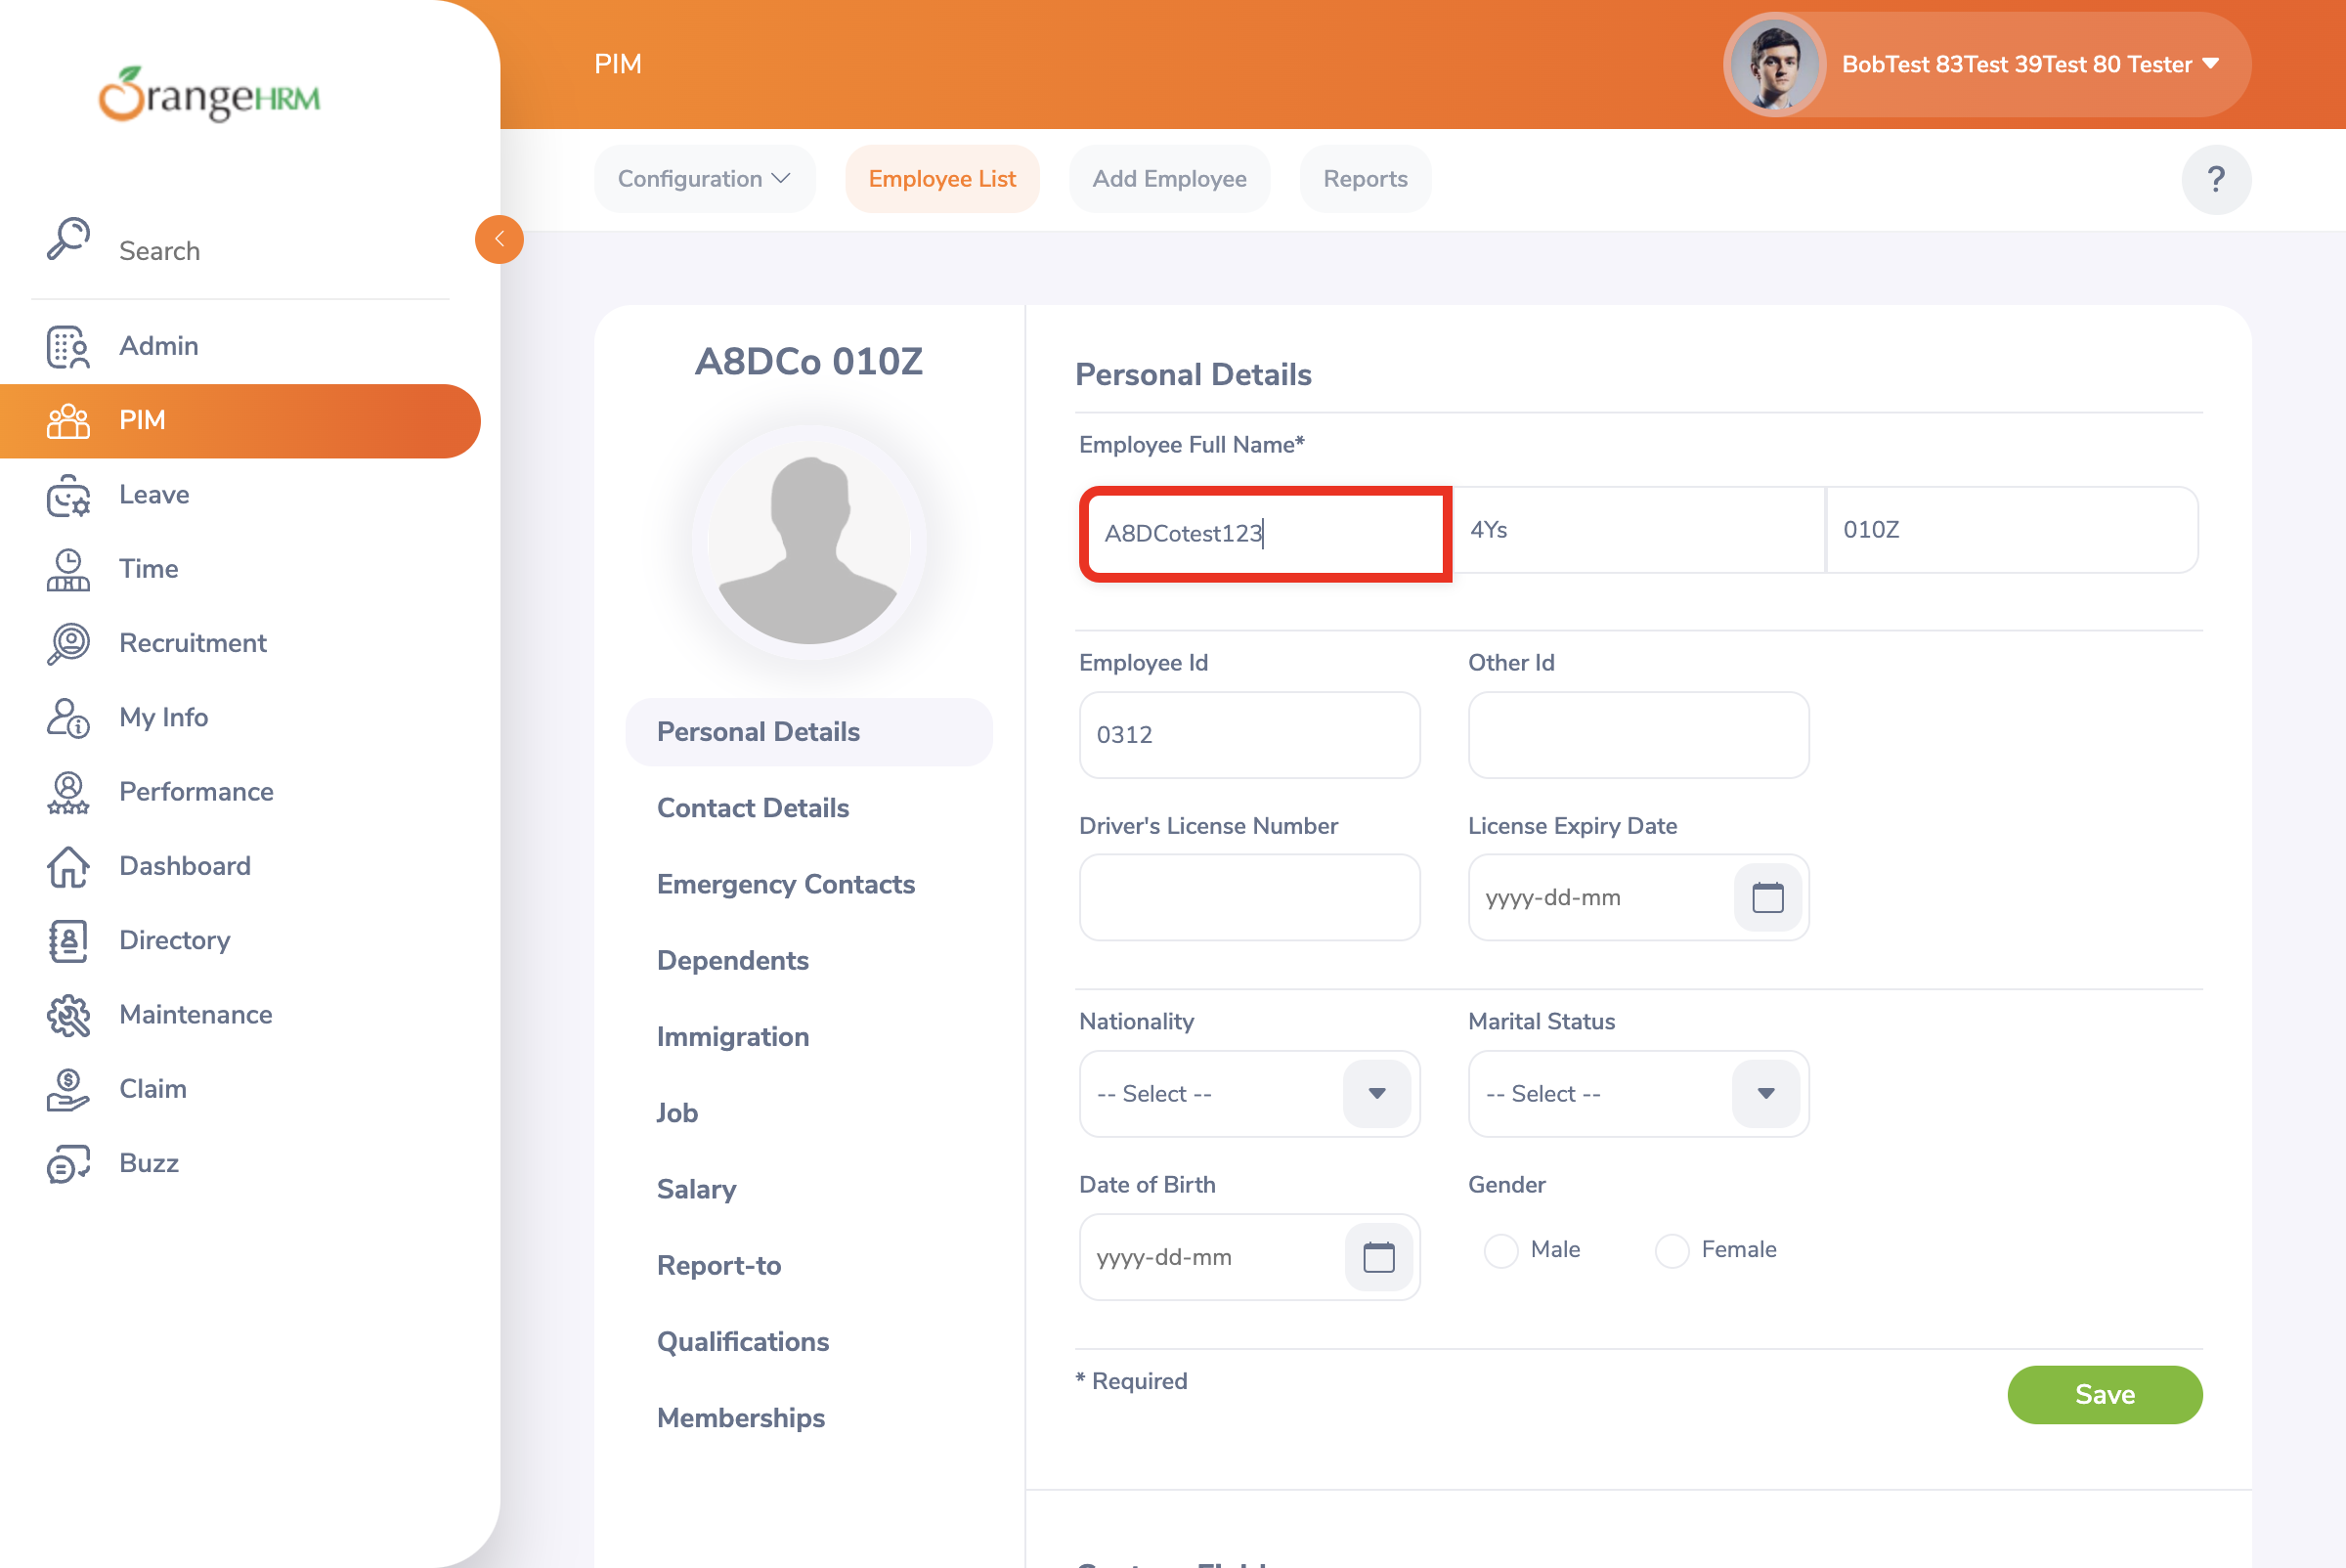 OrangeHRM
PIM
BobTest 83Test 39Test 80 Tester
Configuration
Employee List
Add Employee
Reports
?
Search
Admin
PIM
Leave
Time
Recruitment
My Info
Performance
Dashboard
Directory
Maintenance
Claim
Buzz
A8DCo 010Z
Personal Details
Contact Details
Emergency Contacts
Dependents
Immigration
Job
Salary
Report-to
Qualifications
Memberships
Personal Details
Employee Full Name*
A8DCotest123
4Ys
010Z
Employee Id
Other Id
0312
Driver's License Number
License Expiry Date
yyyy-dd-mm
Nationality
Marital Status
-- Select --
-- Select --
Date of Birth
Gender
yyyy-dd-mm
Male
Female
* Required
Save